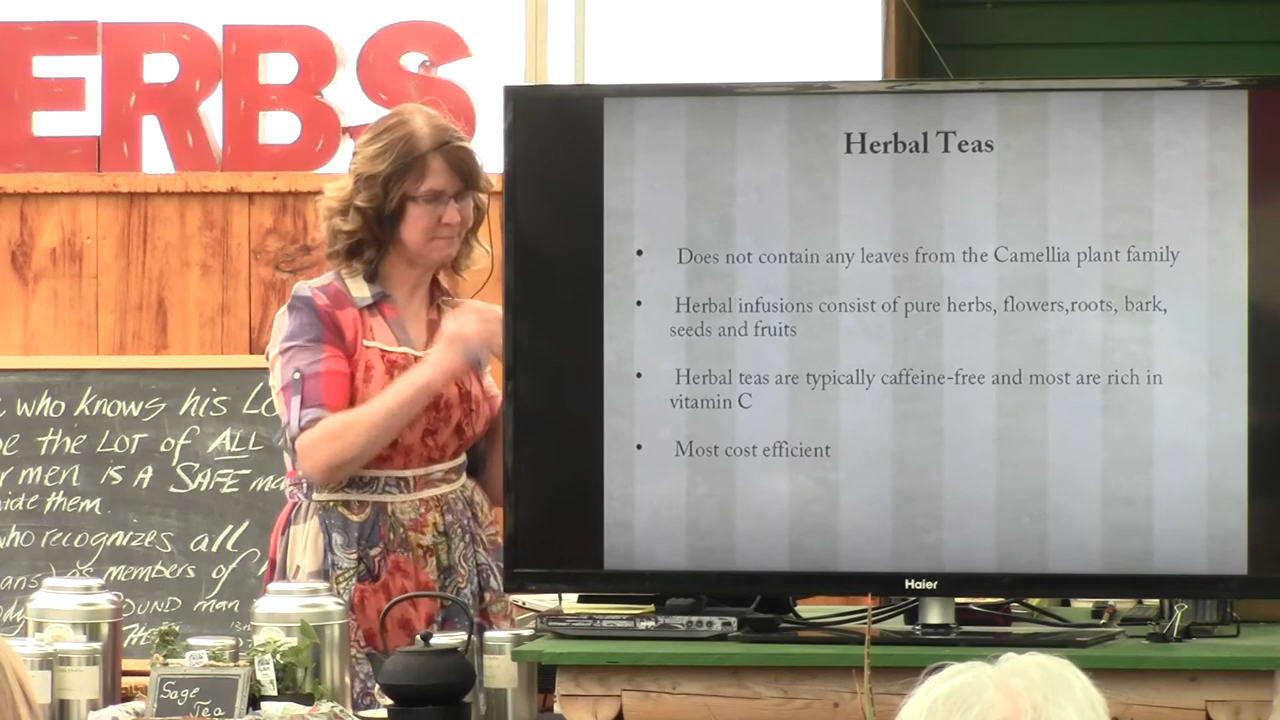 ERBS
Herbal Teas
• Does not contain any leaves from the Camellia plant family
• Herbal infusions consist of pure herbs, flowers,roots, bark,
seeds and fruits
• Herbal teas are typically caffeine-free and most are rich in
vitamin C
• Most cost efficient
Haier
who knows his
the LOT of ALL
men is A SAFE
them.
who recognizes all
as members of
OUND man
Sage
Tea